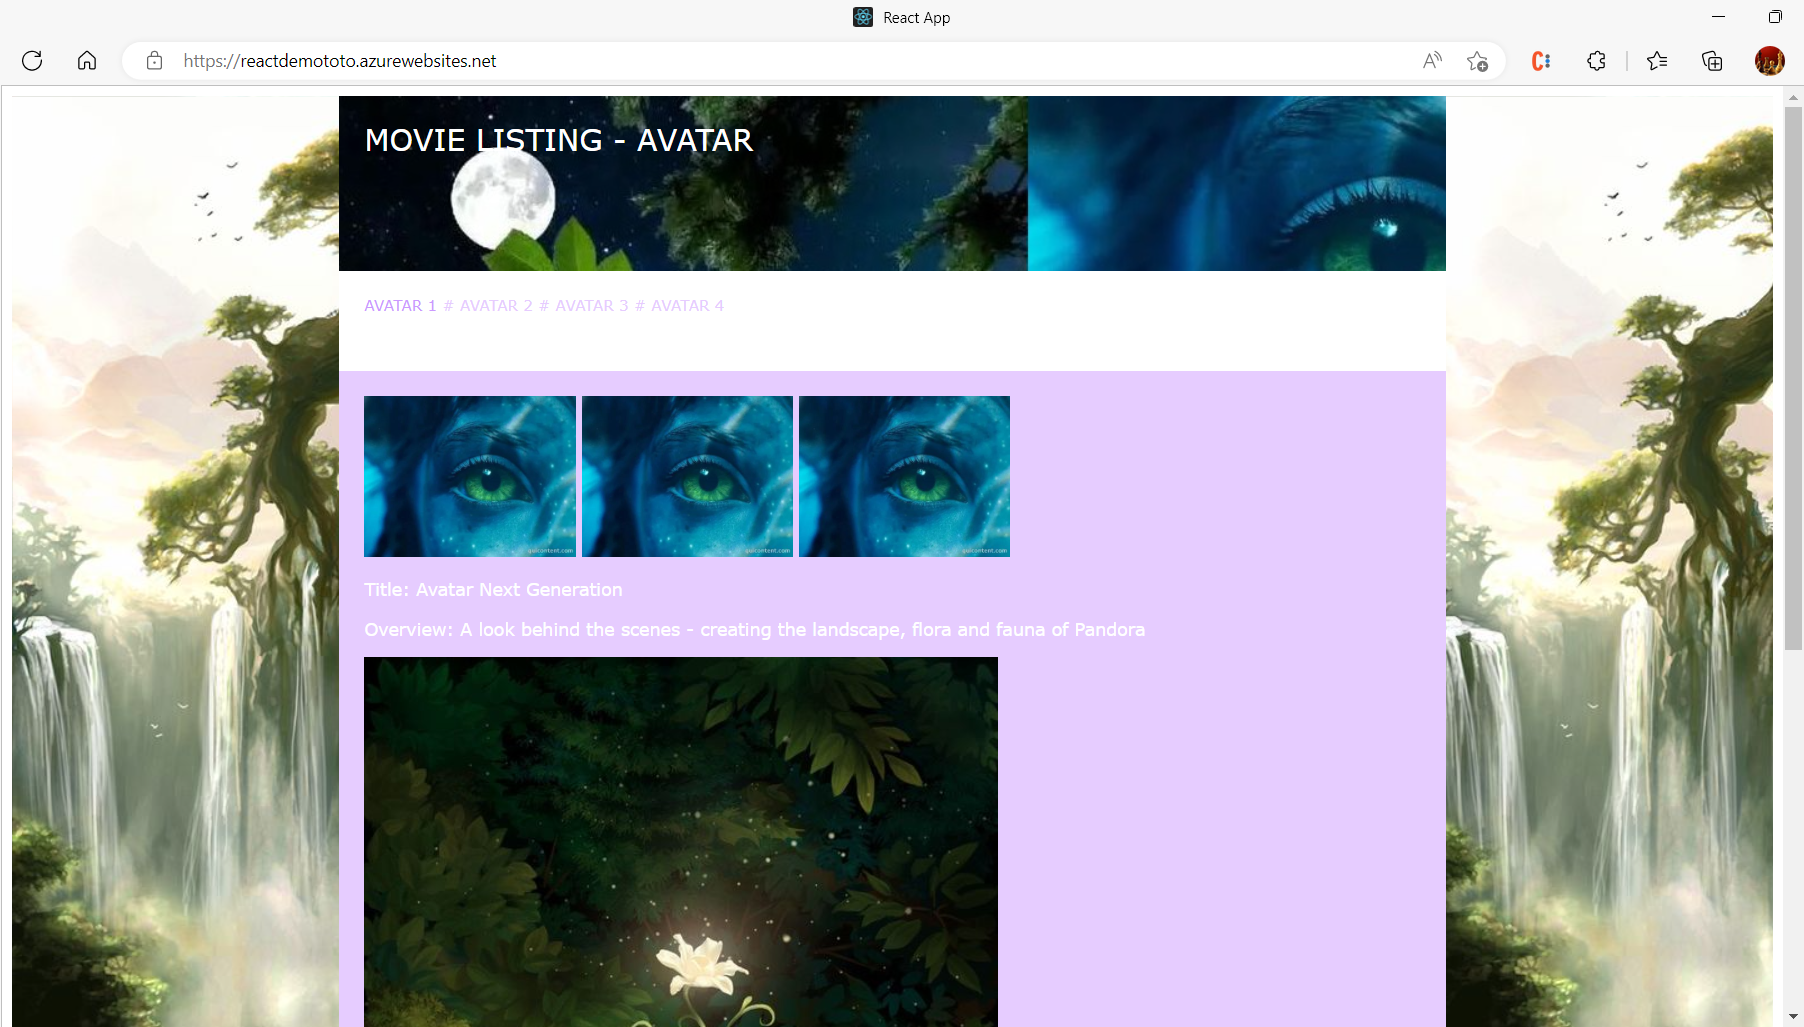 React App
https://reactdemototo.azurewebsites.net
MOVIE LISTING - AVATAR
AVATAR 1 # AVATAR 2 # AVATAR 3 # AVATAR 4
Title: Avatar Next Generation
Overview: A look behind the scenes - creating the landscape, flora and fauna of Pandora